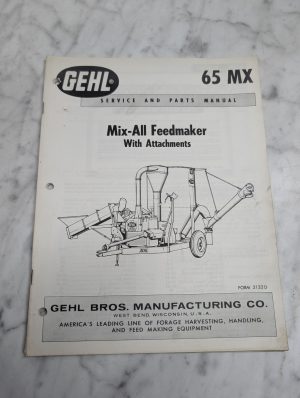 GEHL
65 MX
SERVICE AND PARTS MANUAL
Mix-All Feedmaker
With Attachments
GEHL BROS. MANUFACTURING CO.
WEST BEND, WISCONSIN, U.S.A.
AMERICA'S LEADING LINE OF FORAGE HARVESTING, HANDLING,
AND FEED MAKING EQUIPMENT